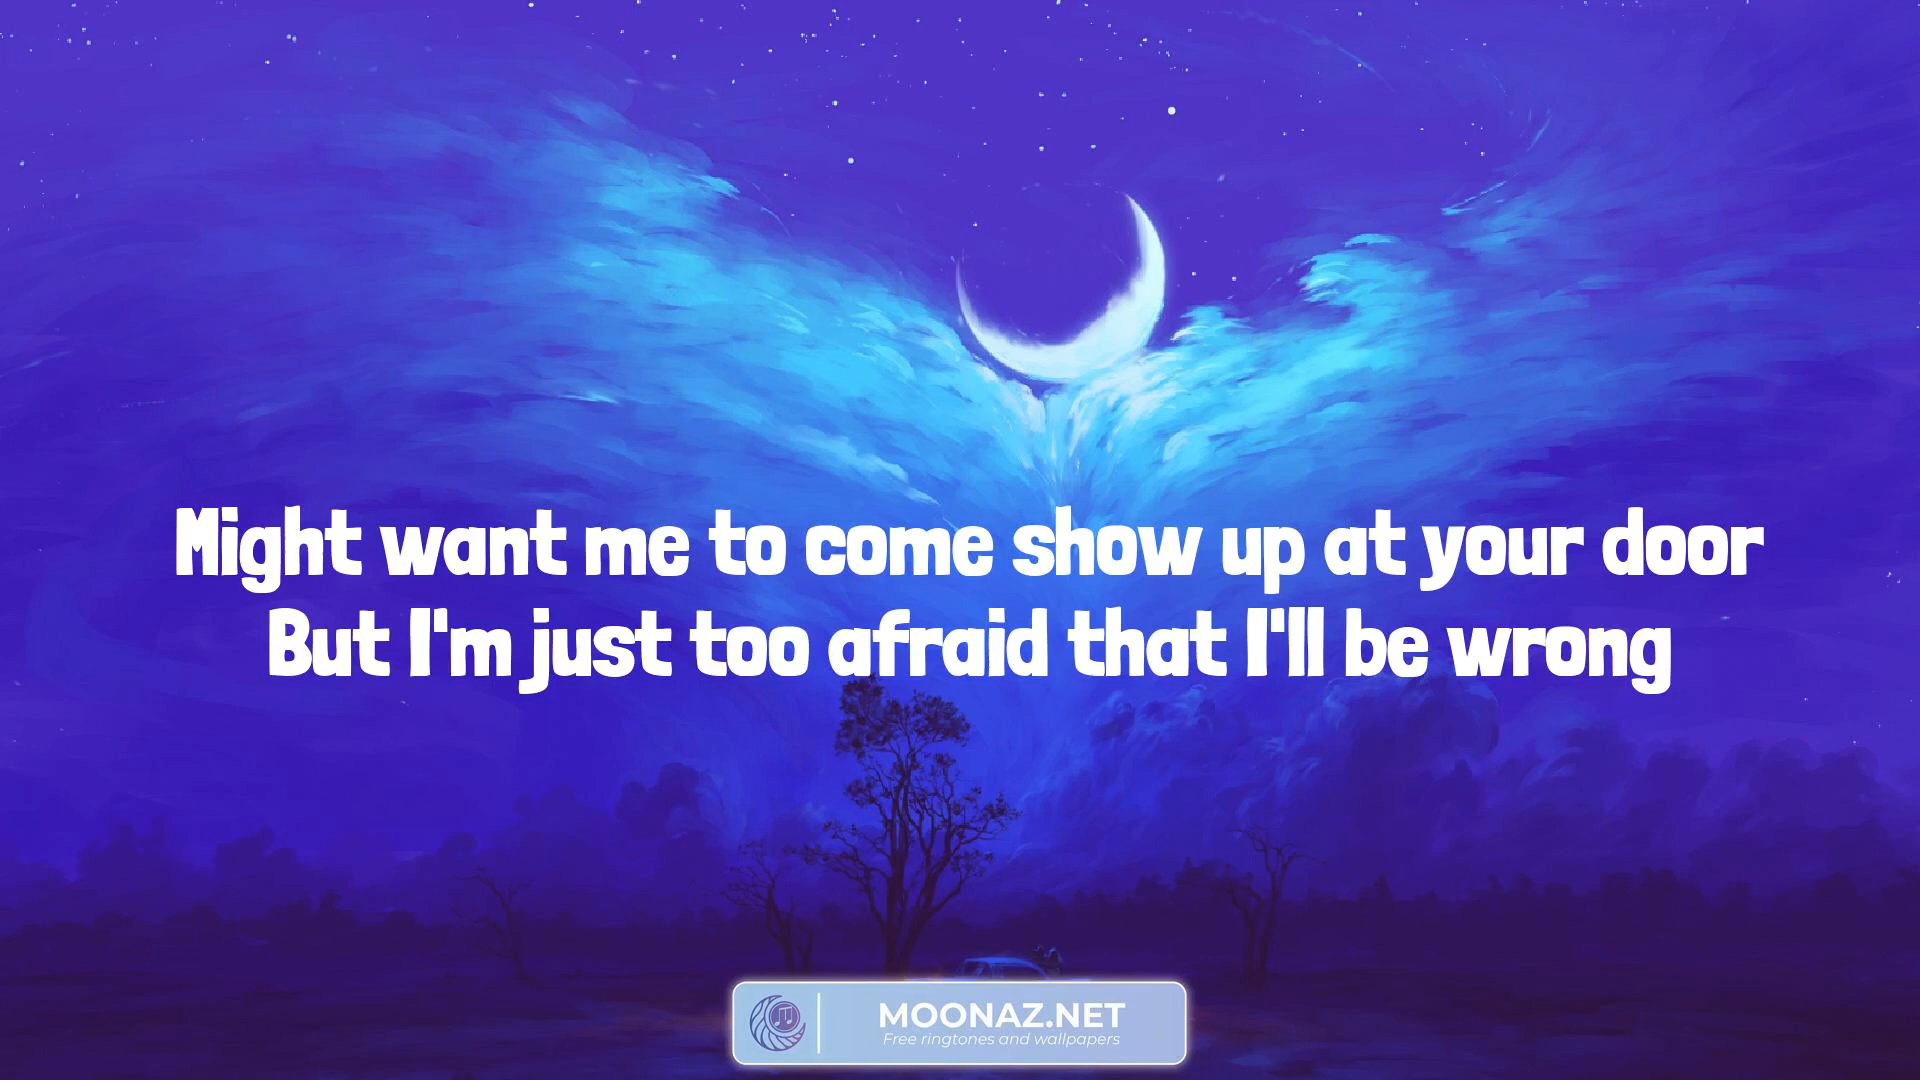 Might want me to come show up at your door
But I'm just too afraid that I'll be wrong
MOONAZ.NET
Free ringtones and wallpapers